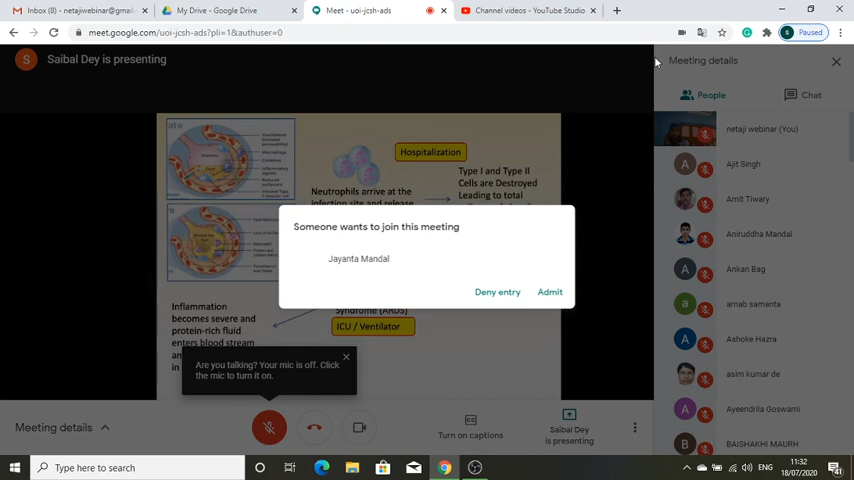 Inbox (8) - netajiwebinar@gmail.
My Drive - Google Drive
Meet - uoi-jcsh-ads
Channel videos - YouTube Studio
meet.google.com/uoi-jcsh-ads?pli=1&authuser=0
S
Paused
S
Saibal Dey is presenting
Meeting details
People
Chat
netaji webinar (You)
A
Ajit Singh
Amit Tiwary
Aniruddha Mandal
A
Ankan Bag
a
arnab samanta
A
Ashoke Hazra
asim kumar de
A
Ayeendrila Goswami
B
BAISHAKHI MAURH
ate
Hospitalization
Neutrophils arrive at the
infection site and release
Type I and Type II
Cells are Destroyed
Leading to total
Someone wants to join this meeting
Jayanta Mandal
Deny entry
Admit
Inflammation
becomes severe and
protein-rich fluid
enters blood stream
Syndrome (ARDS)
ICU / Ventilator
Are you talking? Your mic is off. Click
the mic to turn it on.
Meeting details
Turn on captions
Saibal Dey
is presenting
Type here to search
ENG
11:32
18/07/2020
41